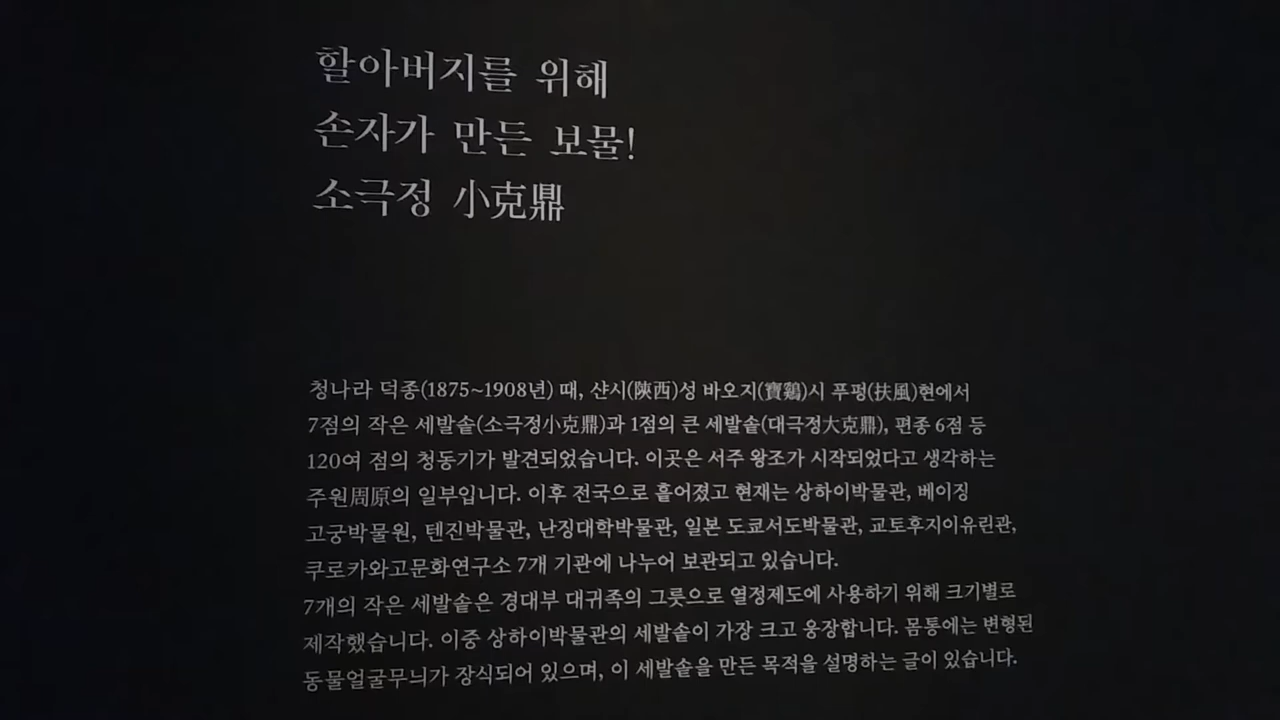 할아버지를 위해
손자가 만든 보물!
소극정 小克鼎
청나라 덕종(1875~1908년) 때, 샨시(陝西)성 바오지(寶鷄)시 푸펑(扶風)현에서
7점의 작은 세발솥(소극정小克鼎)과 1점의 큰 세발솥(대극정大克鼎), 편종 6점 등
120여 점의 청동기가 발견되었습니다. 이곳은 서주 왕조가 시작되었다고 생각하는
주원周原의 일부입니다. 이후 전국으로 흩어졌고 현재는 상하이박물관, 베이징
고궁박물원, 텐진박물관, 난징대학박물관, 일본 도쿄서도박물관, 교토후지이유린관,
쿠로카와고문화연구소 7개 기관에 나누어 보관되고 있습니다.
7개의 작은 세발솥은 경대부 대귀족의 그릇으로 열정제도에 사용하기 위해 크기별로
제작했습니다. 이중 상하이박물관의 세발솥이 가장 크고 웅장합니다. 몸통에는 변형된
동물얼굴무늬가 장식되어 있으며, 이 세발솥을 만든 목적을 설명하는 글이 있습니다.